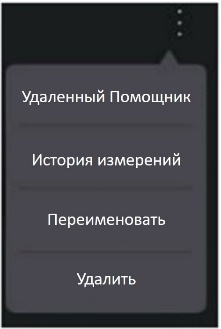 Удаленный Помощник
История измерений
Переименовать
Удалить